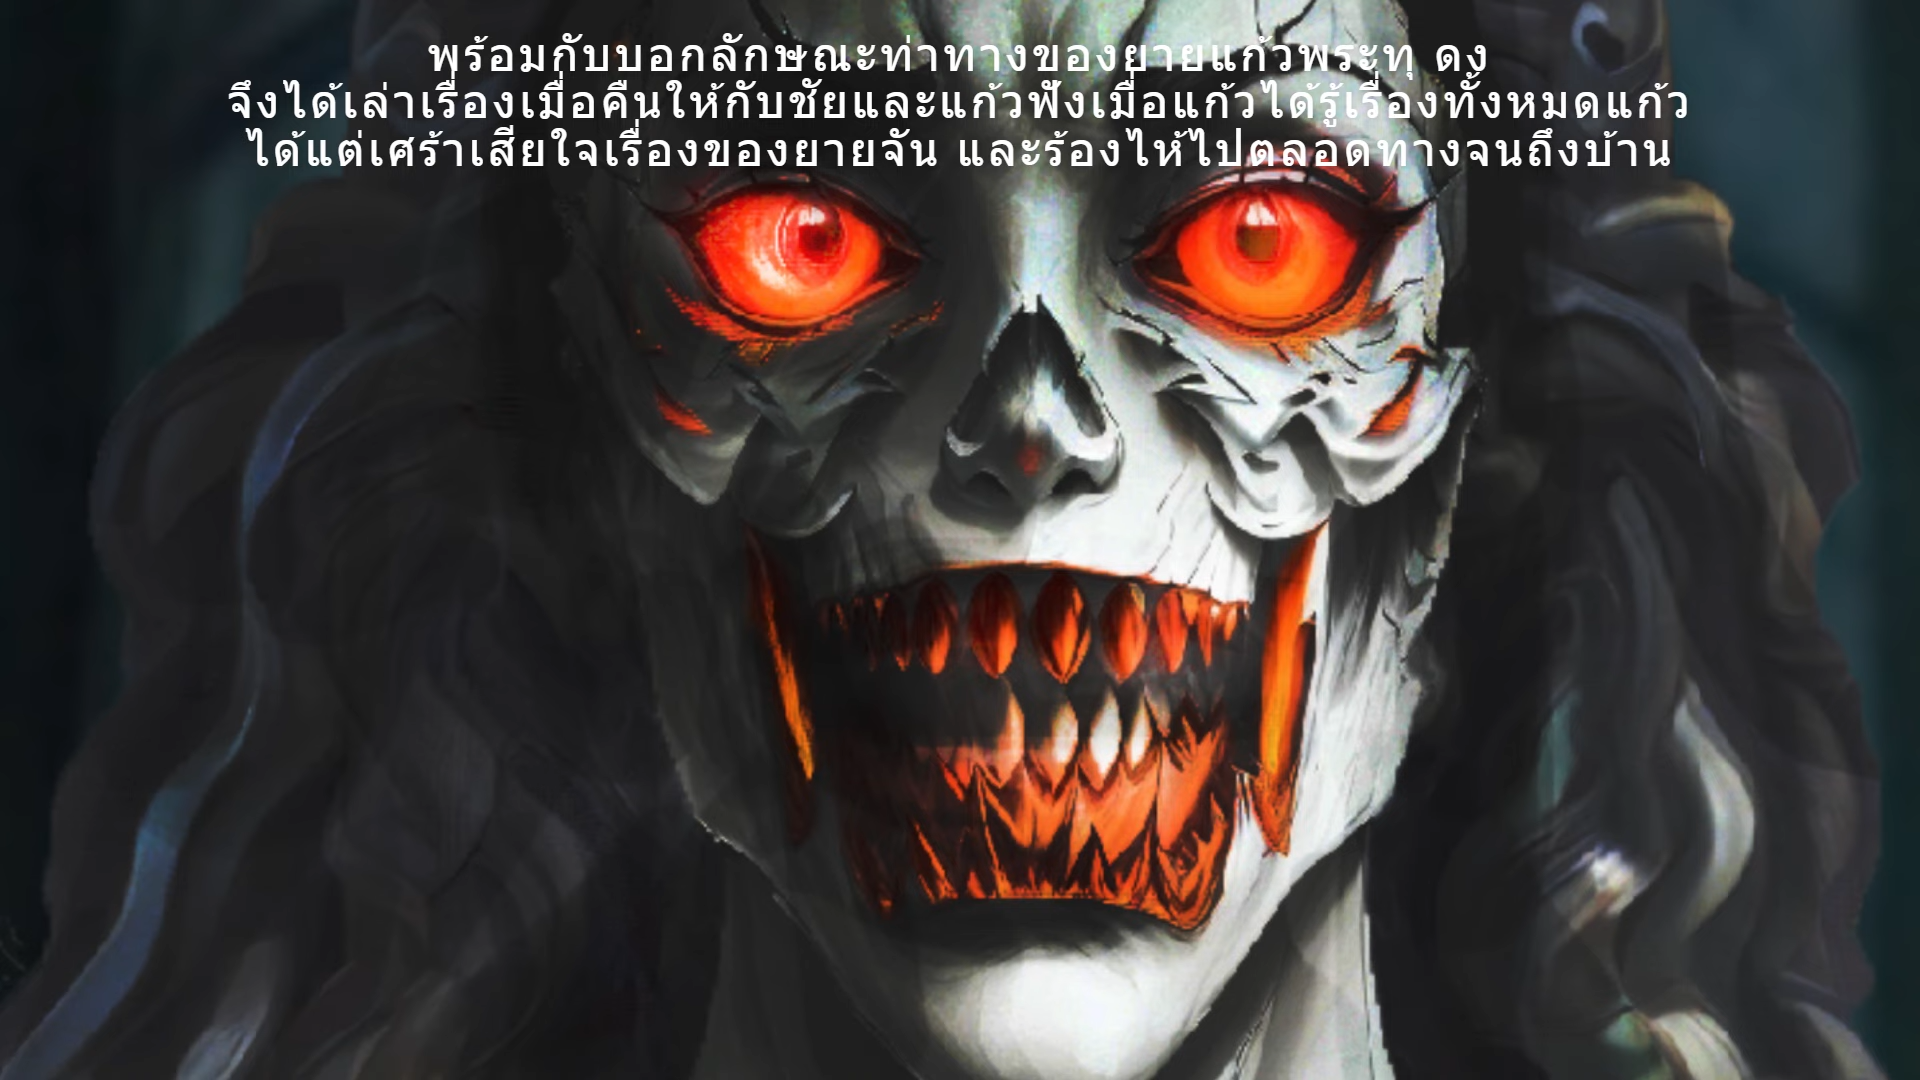 พร้อมกับบอกลักษณะท่าทางของยายแก้วพระทุ ดง
จึงได้เล่าเรื่องเมื่อคืนให้กับชัยและแก้วฟังเมื่อแก้วได้รู้เรื่องทั้งหมดแก้ว
ได้แต่เศร้าเสียใจเรื่องของยายจัน และร้องไห้ไปตลอดทางจนถึงบ้าน